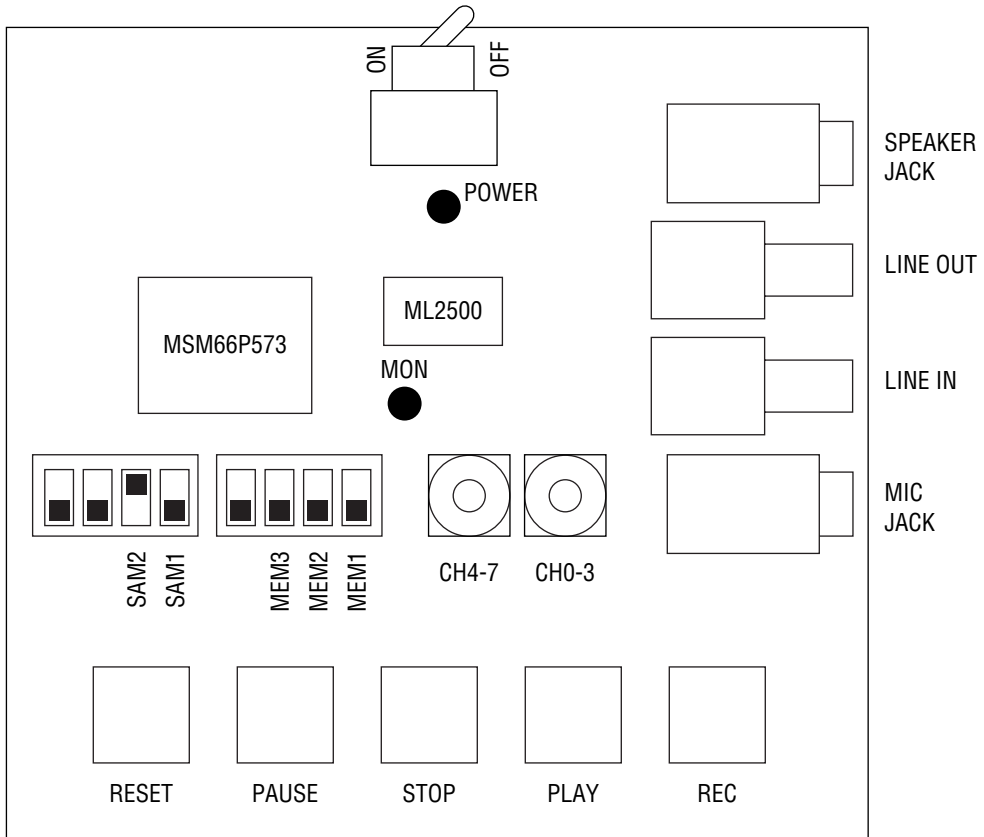 ON
OFF
POWER
SPEAKER
JACK
LINE OUT
MSM66P573
ML2500
MON
LINE IN
MIC
JACK
SAM2
SAM1
MEM3
MEM2
MEM1
CH4-7
CH0-3
RESET
PAUSE
STOP
PLAY
REC